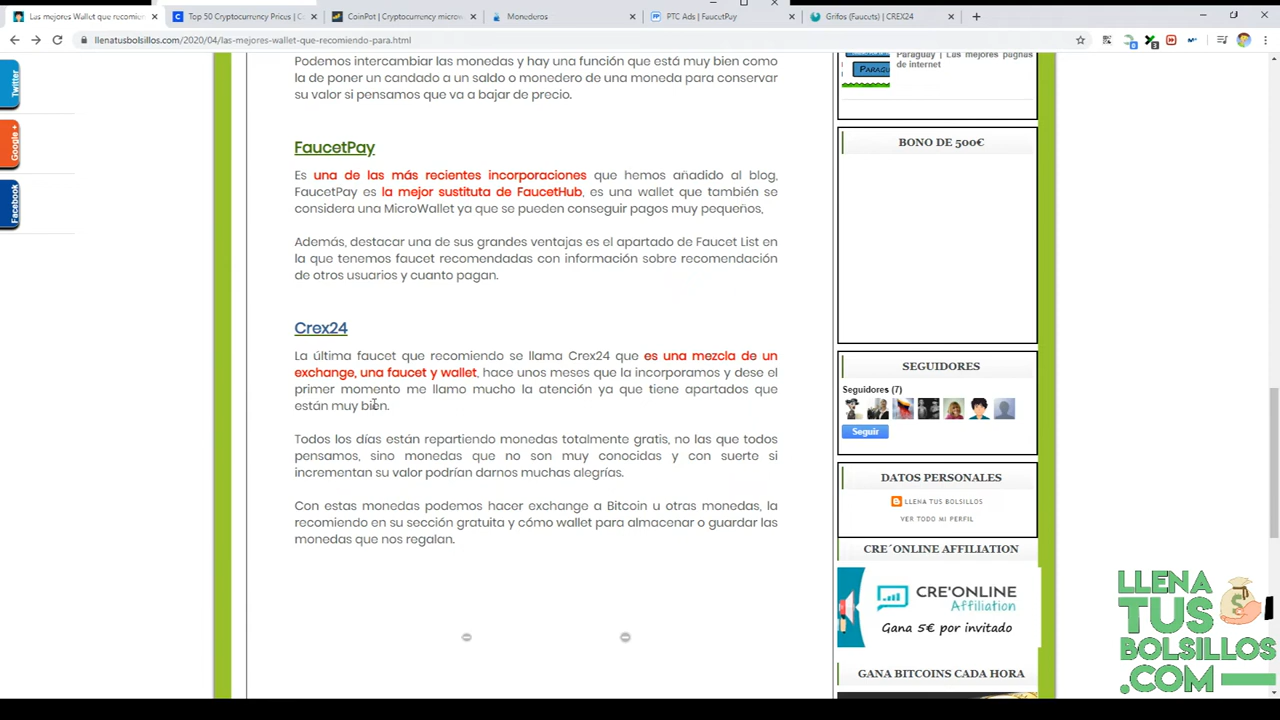 Las mejores Wallet que recomien
Top 50 Cryptocurrency Prices | C
CoinPot | Cryptocurrency microw
Monederos
PTC Ads | FaucetPay
Grifos (Faucets) | CREX24
llenatusbolsillos.com/2020/04/las-mejores-wallet-que-recomiendo-para.html
Twitter
Google +
Facebook
Podemos intercambiar las monedas y hay una función que está muy bien como
la de poner un candado a un saldo o monedero de una moneda para conservar
su valor si pensamos que va a bajar de precio.
FaucetPay
Es una de las más recientes incorporaciones que hemos añadido al blog,
FaucetPay es la mejor sustituta de FaucetHub, es una wallet que también se
considera una MicroWallet ya que se pueden conseguir pagos muy pequeños,
Además, destacar una de sus grandes ventajas es el apartado de Faucet List en
la que tenemos faucet recomendadas con información sobre recomendación
de otros usuarios y cuanto pagan.
Crex24
La última faucet que recomiendo se llama Crex24 que es una mezcla de un
exchange, una faucet y wallet, hace unos meses que la incorporamos y dese el
primer momento me llamo mucho la atención ya que tiene apartados que
están muy bien.
Todos los días están repartiendo monedas totalmente gratis, no las que todos
pensamos, sino monedas que no son muy conocidas y con suerte si
incrementan su valor podrían darnos muchas alegrías.
Con estas monedas podemos hacer exchange a Bitcoin u otras monedas, la
recomiendo en su sección gratuita y cómo wallet para almacenar o guardar las
monedas que nos regalan.
Paraguay | Las mejores páginas
de internet
PARAGU
BONO DE 500€
SEGUIDORES
Seguidores (7)
Seguir
DATOS PERSONALES
LLENA TUS BOLSILLOS
VER TODO MI PERFIL
CRE´ONLINE AFFILIATION
CRE'ONLINE
Affiliation
Gana 5€ por invitado
GANA BITCOINS CADA HORA
LLENA
TUS
BOLSILLOS
.COM